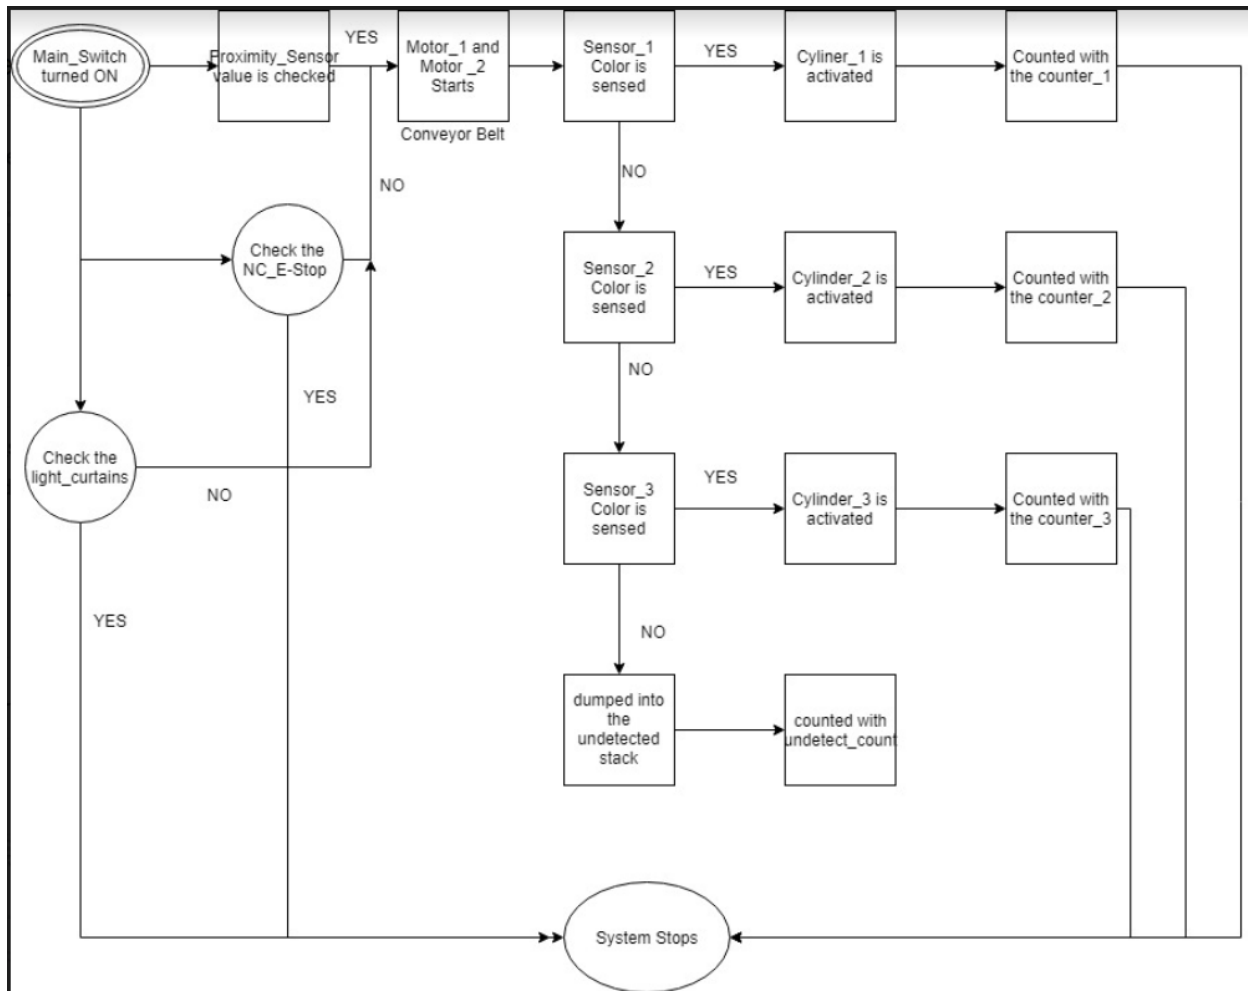 Main_Switch
turned ON
Proximity_Sensor
value is checked
YES
Motor_1 and
Motor _2
Starts
Conveyor Belt
Sensor_1
Color is
sensed
YES
Cyliner_1 is
activated
Counted with
the counter_1
NO
NO
Check the
NC_E-Stop
Sensor_2
Color is
sensed
YES
Cylinder_2 is
activated
Counted with
the counter_2
YES
NO
Check the
light_curtains
NO
Sensor_3
Color is
sensed
YES
Cylinder_3 is
activated
Counted with
the counter_3
YES
NO
dumped into
the
undetected
stack
counted with
undetect_count
System Stops